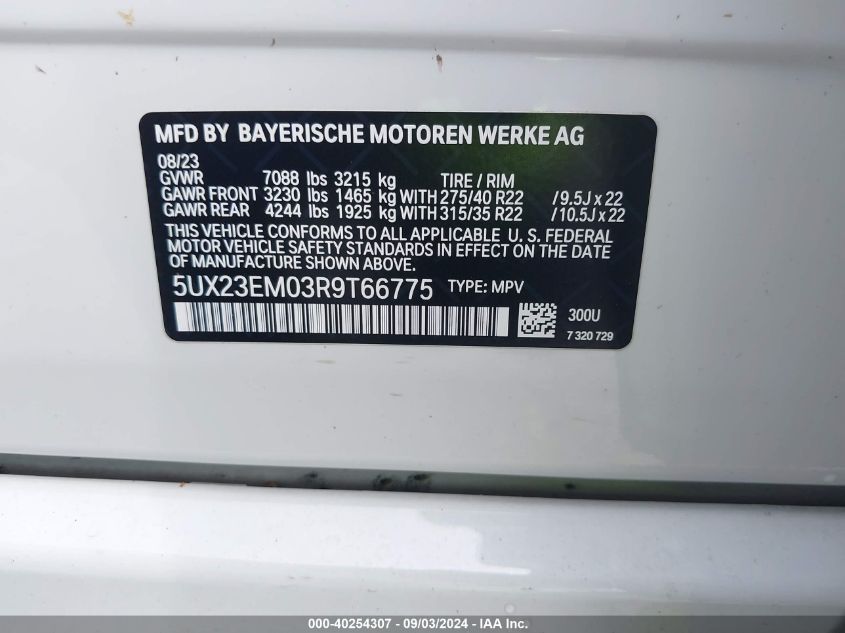 MFD BY BAYERISCHE MOTOREN WERKE AG
08/23
GVWR 7088 lbs 3215 kg TIRE / RIM
GAWR FRONT 3230 lbs 1465 kg WITH 275/40 R22 / 9.5J x 22
GAWR REAR 4244 lbs 1925 kg WITH 315/35 R22 / 10.5J x 22
THIS VEHICLE CONFORMS TO ALL APPLICABLE U. S. FEDERAL
MOTOR VEHICLE SAFETY STANDARDS IN EFFECT ON THE DATE
OF MANUFACTURE SHOWN ABOVE.
5UX23EM03R9T66775 TYPE: MPV
300U
7 320 729
000-40254307 - 09/03/2024 - IAA Inc.